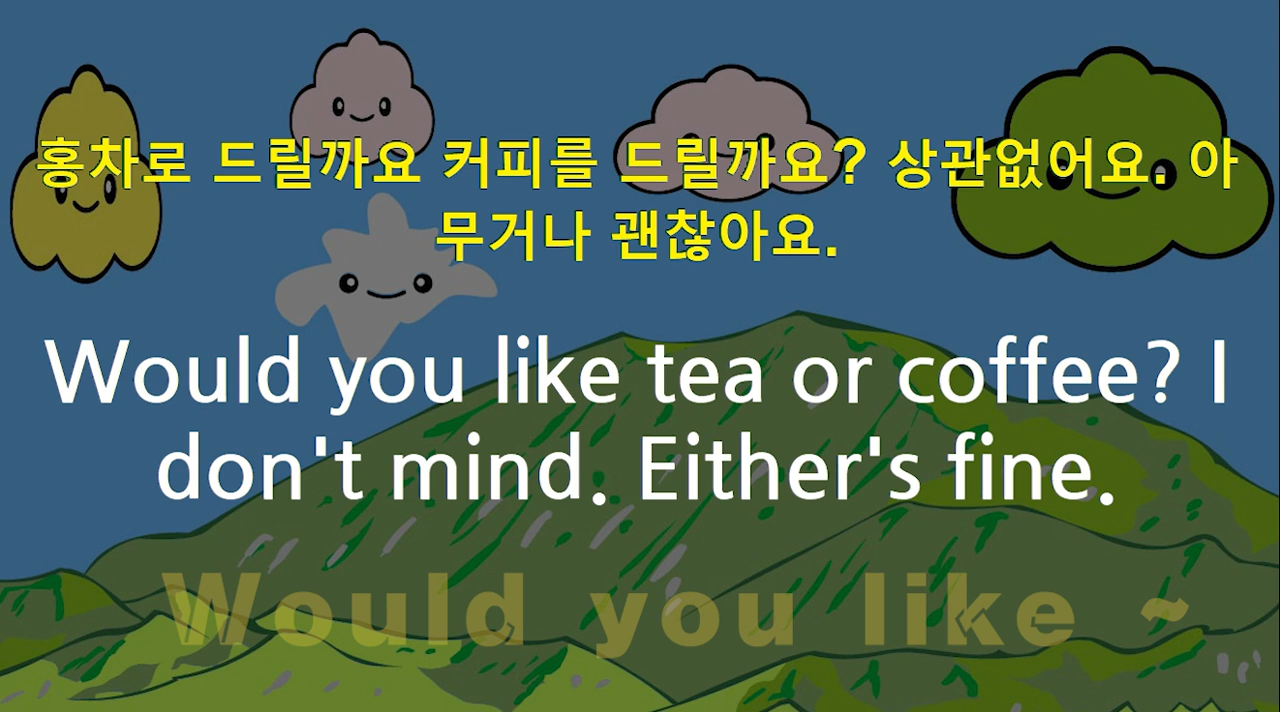 홍차로 드릴까요 커피를 드릴까요? 상관없어요. 아
무거나 괜찮아요.
Would you like tea or coffee? I
don't mind. Either's fine.
Would you like ~